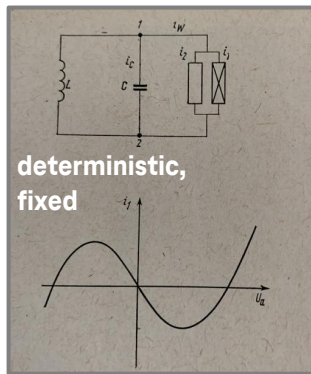 1
i_W
i_2
i_1
i_C
L
C
2
deterministic,
fixed
i_1
U_a